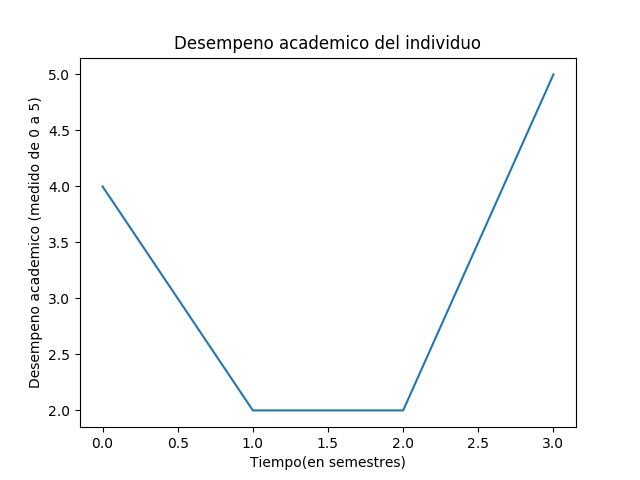 Desempeno academico del individuo
Desempeno academico (medido de 0 a 5)
5.0
4.5
4.0
3.5
3.0
2.5
2.0
0.0 0.5 1.0 1.5 2.0 2.5 3.0
Tiempo(en semestres)